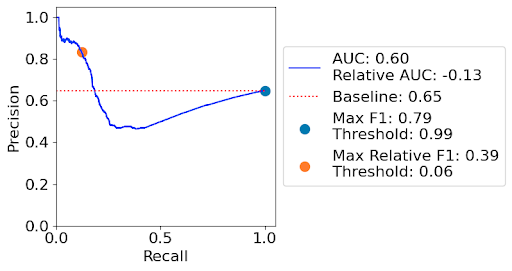 1.0
0.8
0.6
0.4
0.2
0.0
Precision
0.0
0.5
1.0
Recall
AUC: 0.60
Relative AUC: -0.13
Baseline: 0.65
Max F1: 0.79
Threshold: 0.99
Max Relative F1: 0.39
Threshold: 0.06